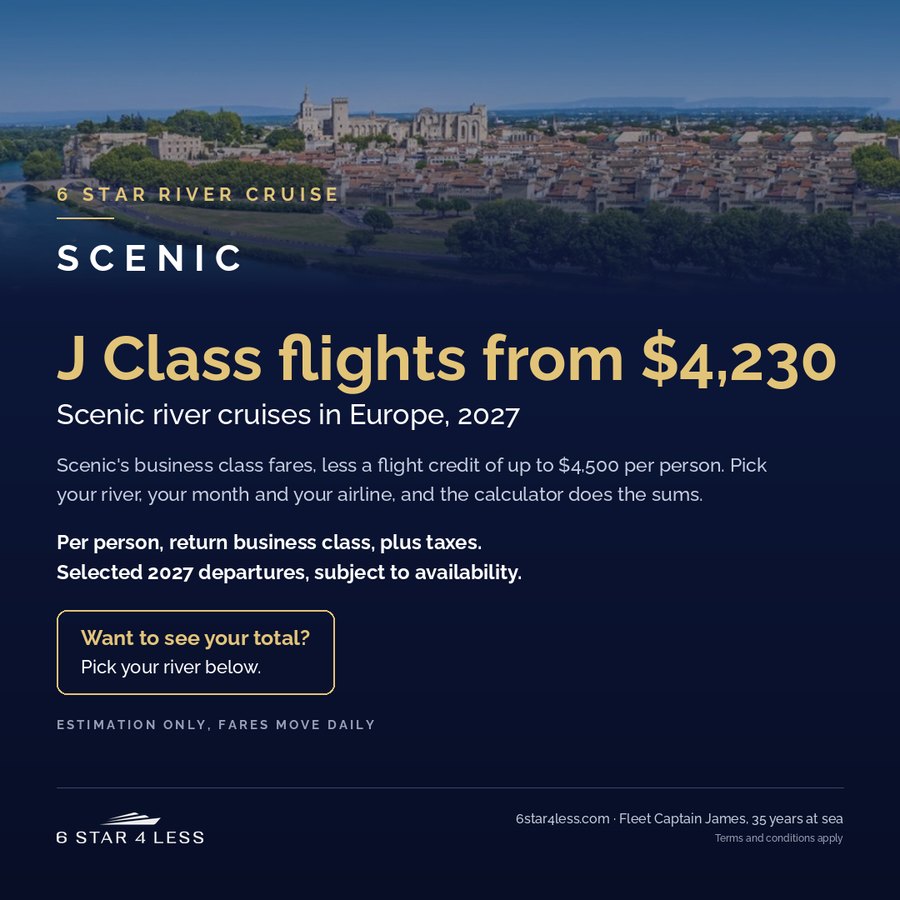 6 STAR RIVER CRUISE
SCENIC
J Class flights from $4,230
Scenic river cruises in Europe, 2027
Scenic's business class fares, less a flight credit of up to $4,500 per person. Pick
your river, your month and your airline, and the calculator does the sums.
Per person, return business class, plus taxes.
Selected 2027 departures, subject to availability.
Want to see your total?
Pick your river below.
ESTIMATION ONLY, FARES MOVE DAILY
6 STAR 4 LESS
6star4less.com · Fleet Captain James. 35 years at sea
Terms and conditions apply